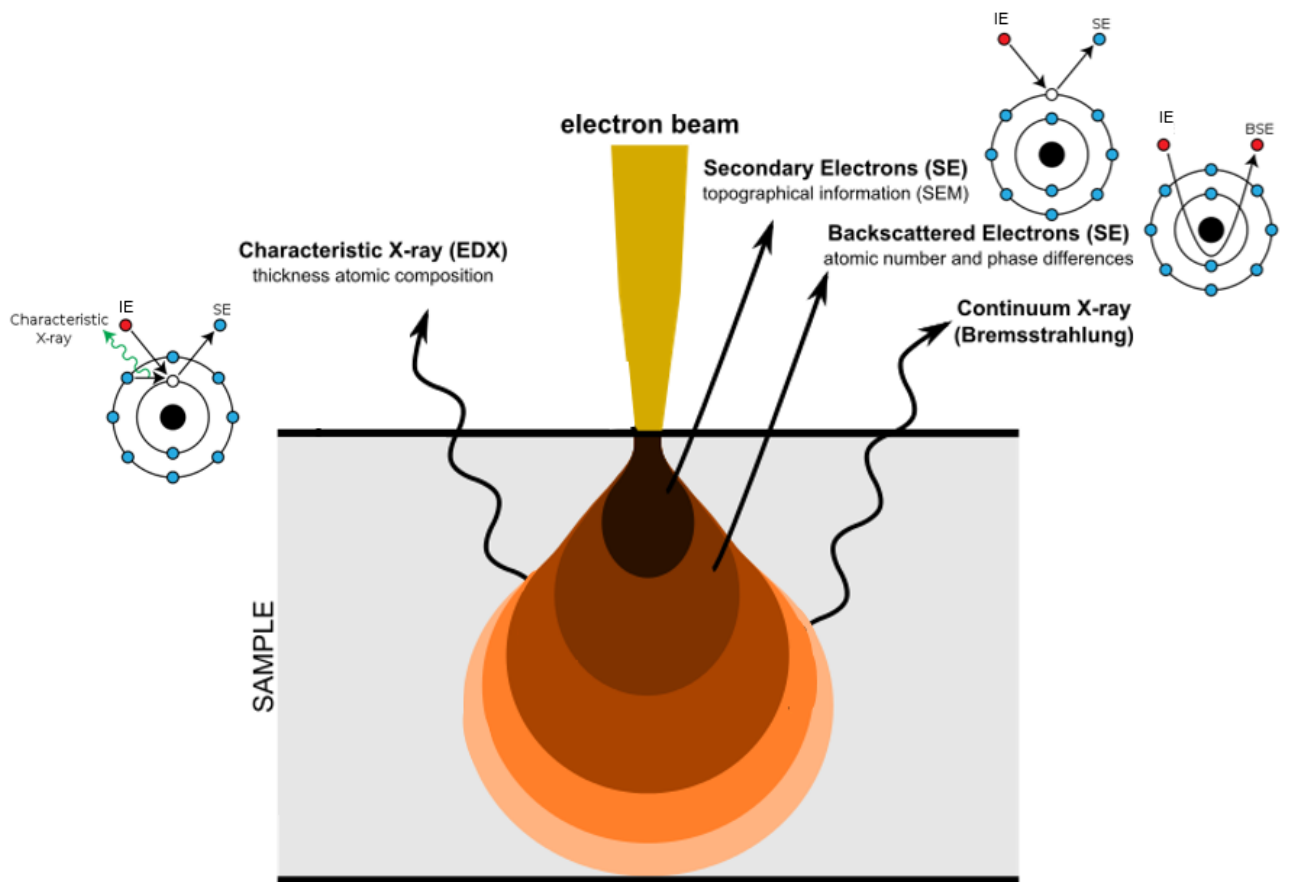 IE
SE
IE
BSE
electron beam
Secondary Electrons (SE)
topographical information (SEM)
Backscattered Electrons (SE)
atomic number and phase differences
Characteristic X-ray (EDX)
thickness atomic composition
Continuum X-ray
(Bremsstrahlung)
IE
SE
Characteristic
X-ray
SAMPLE